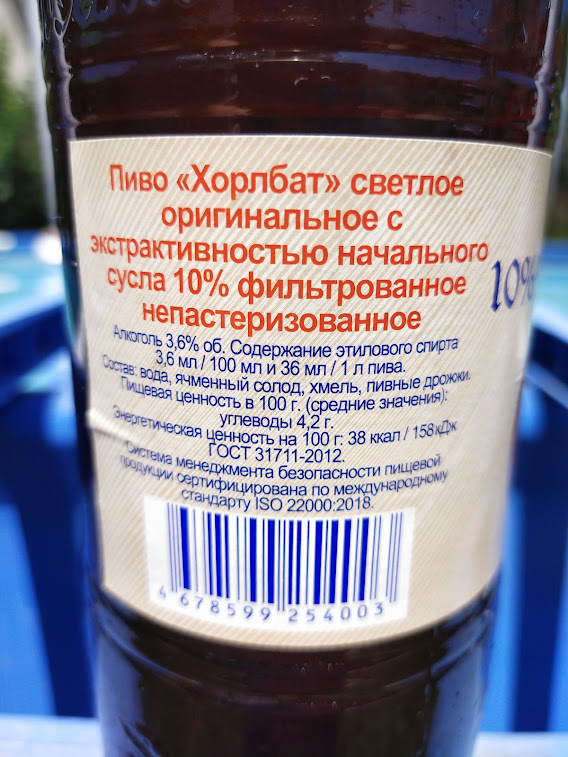 Пиво «Хорлбат» светлое
оригинальное с
экстрактивностью начального
сусла 10% фильтрованное
непастеризованное
10%
Алкоголь 3,6% об. Содержание этилового спирта
3,6 мл / 100 мл и 36 мл / 1 л пива.
Состав: вода, ячменный солод, хмель, пивные дрожжи.
Пищевая ценность в 100 г. (средние значения):
углеводы 4,2 г.
Энергетическая ценность на 100 г: 38 ккал / 158кДж
ГОСТ 31711-2012.
Система менеджмента безопасности пищевой
продукции сертифицирована по международному
стандарту ISO 22000:2018.
4 678599 254003